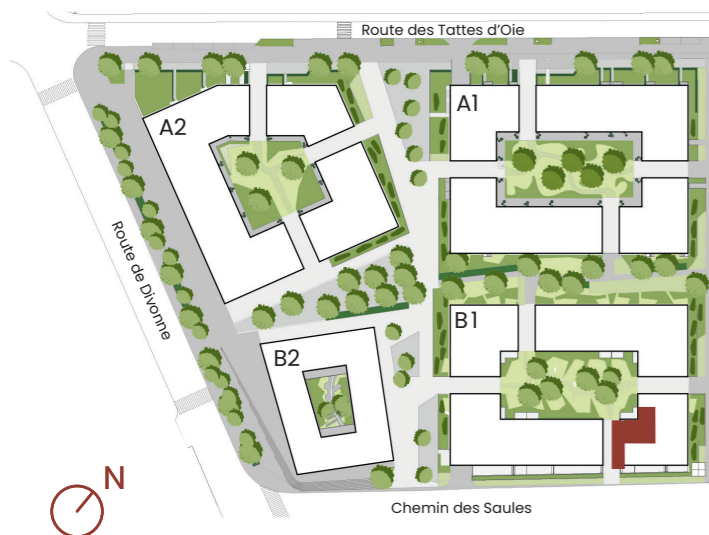 Route des Tattes d'Oie
A1
A2
Route de Divonne
B1
B2
N
Chemin des Saules